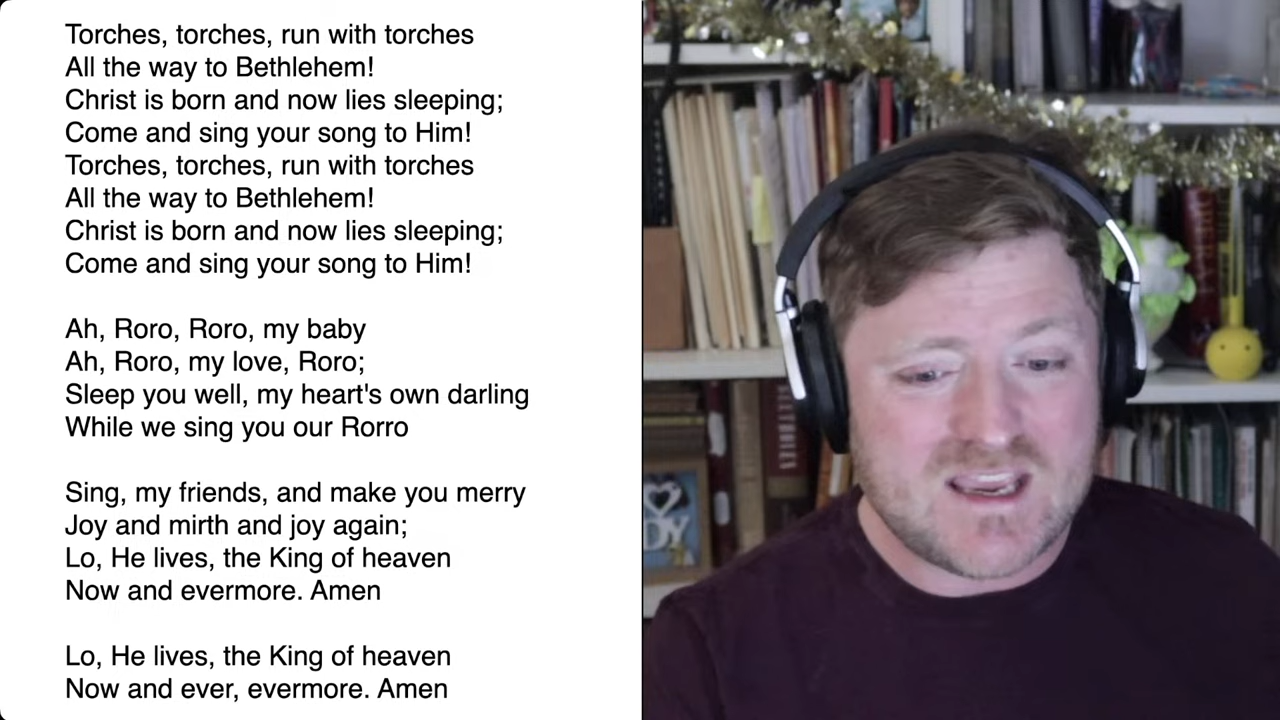 Torches, torches, run with torches
All the way to Bethlehem!
Christ is born and now lies sleeping;
Come and sing your song to Him!
Torches, torches, run with torches
All the way to Bethlehem!
Christ is born and now lies sleeping;
Come and sing your song to Him!
Ah, Roro, Roro, my baby
Ah, Roro, my love, Roro;
Sleep you well, my heart's own darling
While we sing you our Rorro
Sing, my friends, and make you merry
Joy and mirth and joy again;
Lo, He lives, the King of heaven
Now and evermore. Amen
Lo, He lives, the King of heaven
Now and ever, evermore. Amen